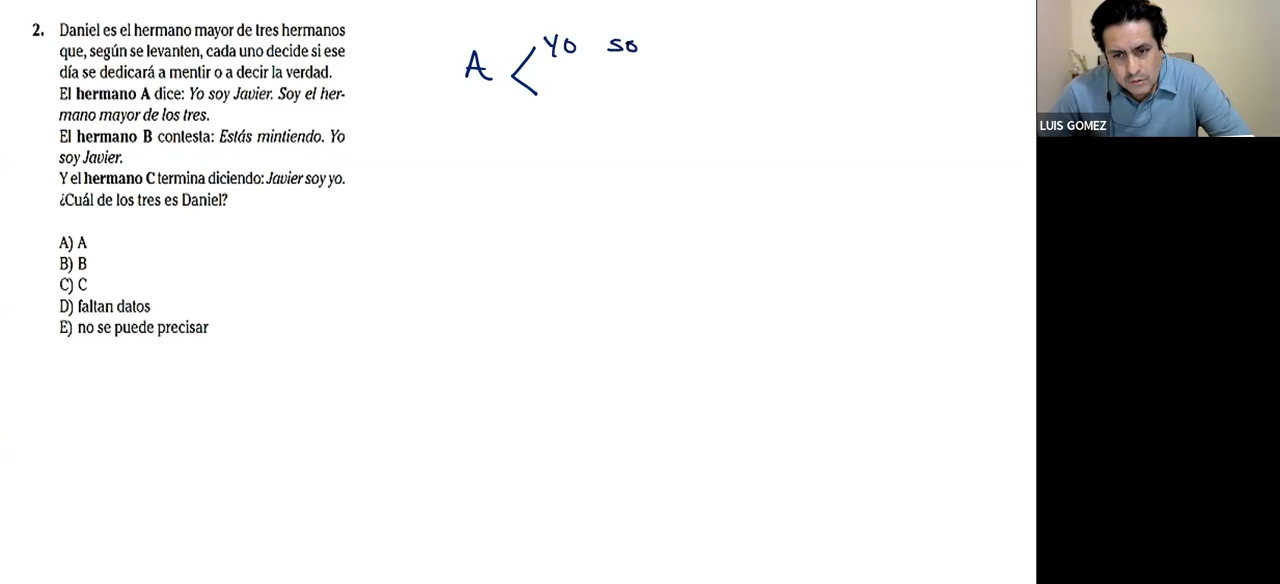 2. Daniel es el hermano mayor de tres hermanos
que, según se levanten, cada uno decide si ese
día se dedicará a mentir o a decir la verdad.
El hermano A dice: Yo soy Javier. Soy el her-
mano mayor de los tres.
El hermano B contesta: Estás mintiendo. Yo
soy Javier.
Y el hermano C termina diciendo: Javier soy yo.
¿Cuál de los tres es Daniel?
A) A
B) B
C) C
D) faltan datos
E) no se puede precisar
A < Yo so
LUIS GOMEZ